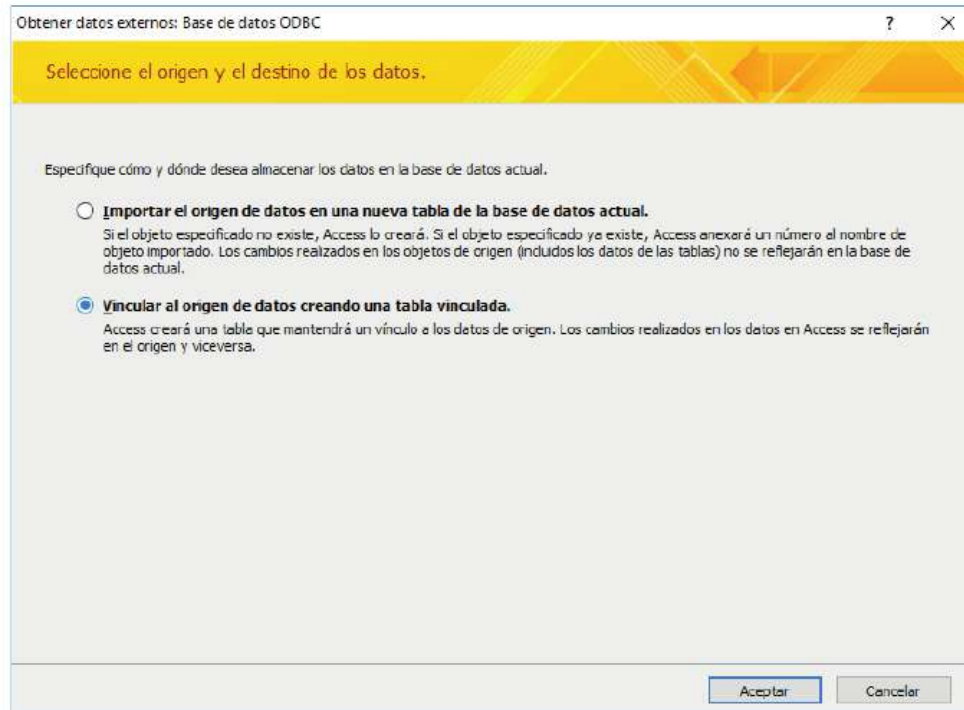 Obtener datos externos: Base de datos ODBC
?
Seleccione el origen y el destino de los datos.
Especifique cómo y dónde desea almacenar los datos en la base de datos actual.
Importar el origen de datos en una nueva tabla de la base de datos actual.
Si el objeto especificado no existe, Access lo creará. Si el objeto especificado ya existe, Access anexará un número al nombre de
objeto importado. Los cambios realizados en los objetos de origen (incluidos los datos de las tablas) no se reflejarán en la base de
datos actual.
Vincular al origen de datos creando una tabla vinculada.
Access creará una tabla que mantendrá un vínculo a los datos de origen. Los cambios realizados en los datos en Access se reflejarán
en el origen y viceversa.
Aceptar
Cancelar